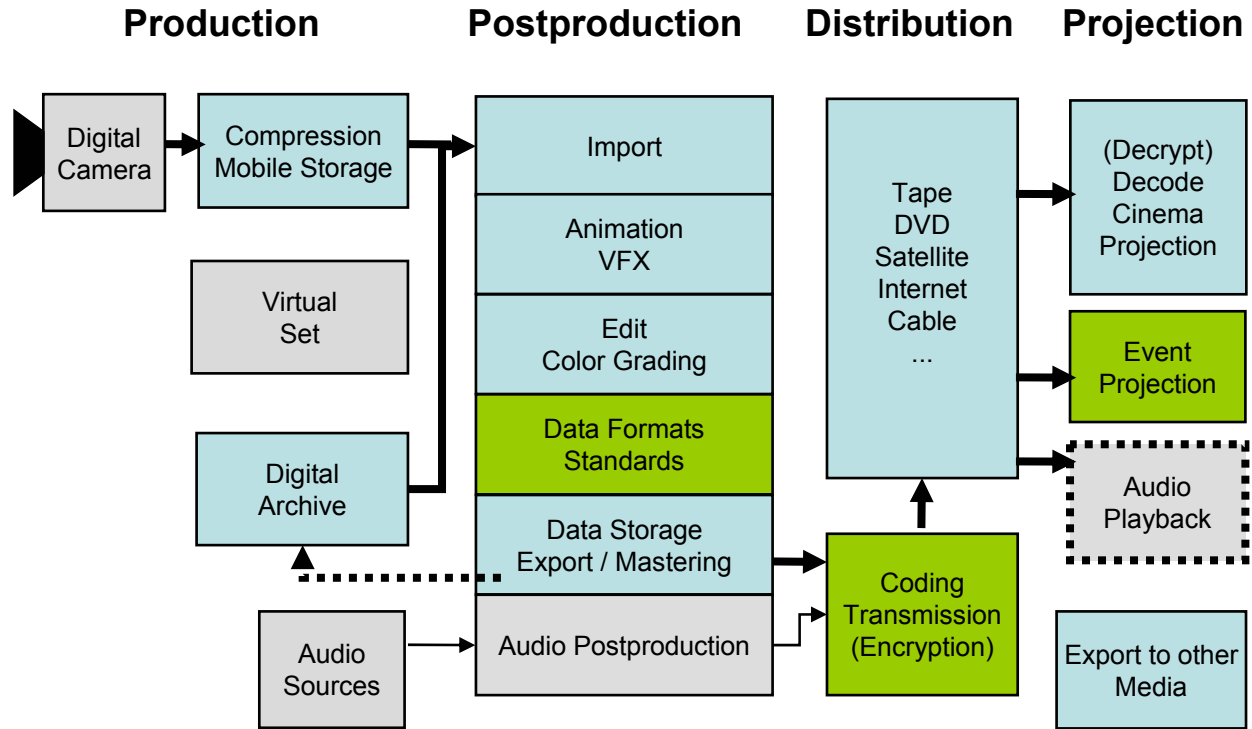 Production
Postproduction
Distribution
Projection
Digital
Camera
Compression
Mobile Storage
Virtual
Set
Digital
Archive
Audio
Sources
Import
Animation
VFX
Edit
Color Grading
Data Formats
Standards
Data Storage
Export / Mastering
Audio Postproduction
Tape
DVD
Satellite
Internet
Cable
...
Coding
Transmission
(Encryption)
(Decrypt)
Decode
Cinema
Projection
Event
Projection
Audio
Playback
Export to other
Media